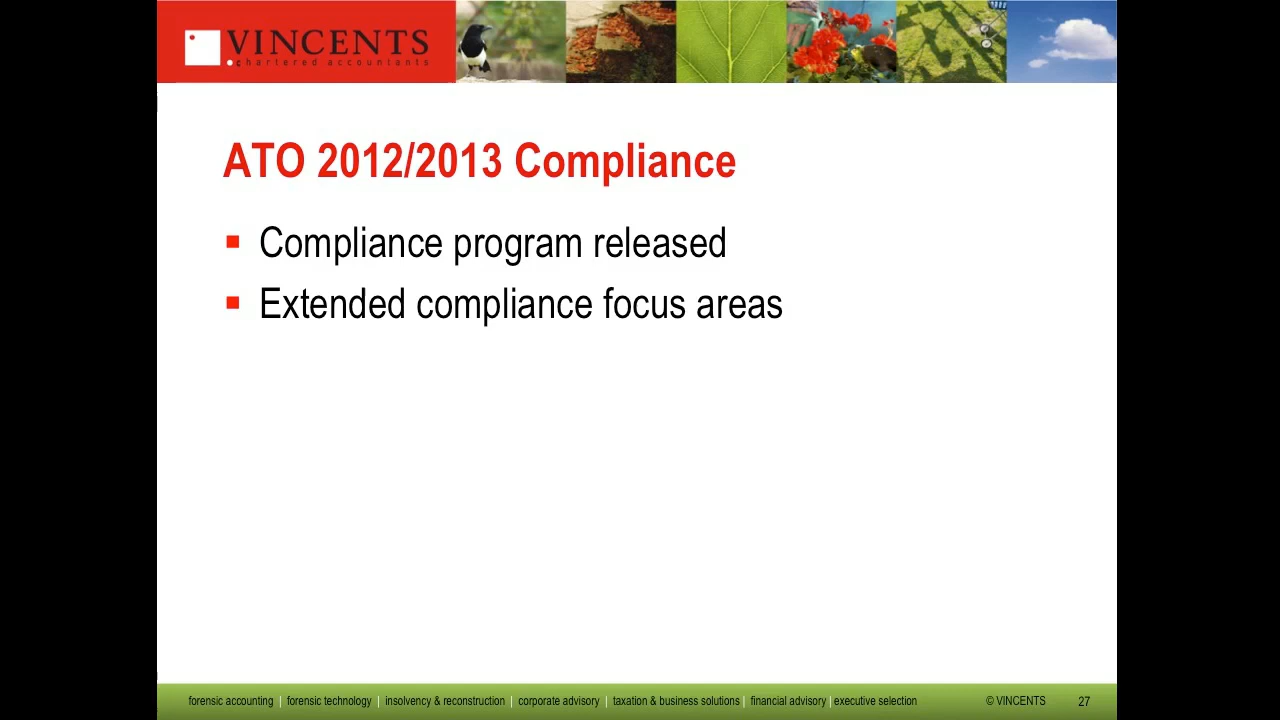 VINCENTS
chartered accountants
ATO 2012/2013 Compliance
Compliance program released
Extended compliance focus areas
forensic accounting | forensic technology | insolvency & reconstruction | corporate advisory | taxation & business solutions | financial advisory | executive selection © VINCENTS 27